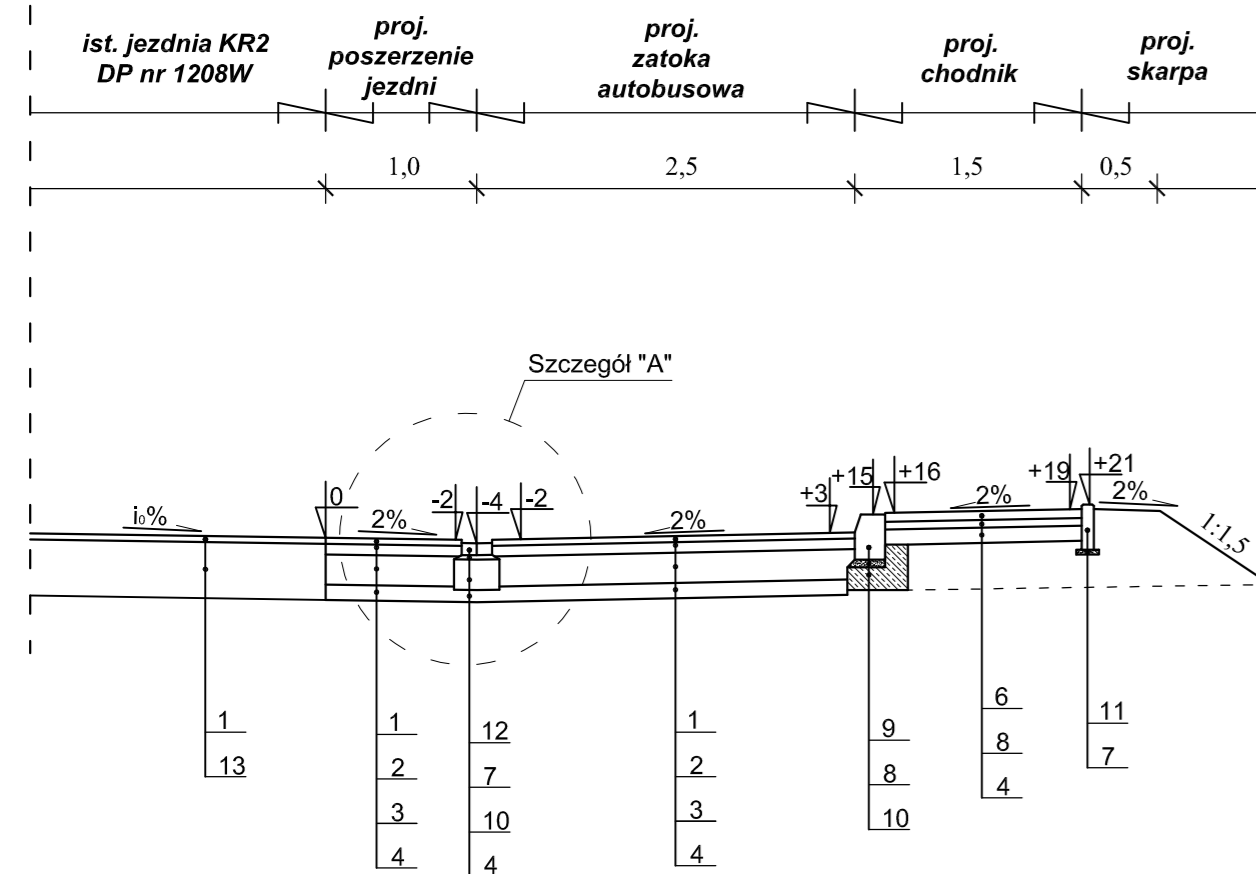 ist. jezdnia KR2
DP nr 1208W
proj.
poszerzenie
jezdni
proj.
zatoka
autobusowa
proj.
chodnik
proj.
skarpa
1,0
2,5
1,5
0,5
Szczegół "A"
i₀%
0
2%
-2
-4
-2
2%
+3
+15
+16
2%
+19
+21
2%
1:1,5
1
13
1
2
3
4
12
7
10
4
1
2
3
4
9
8
10
6
8
4
11
7